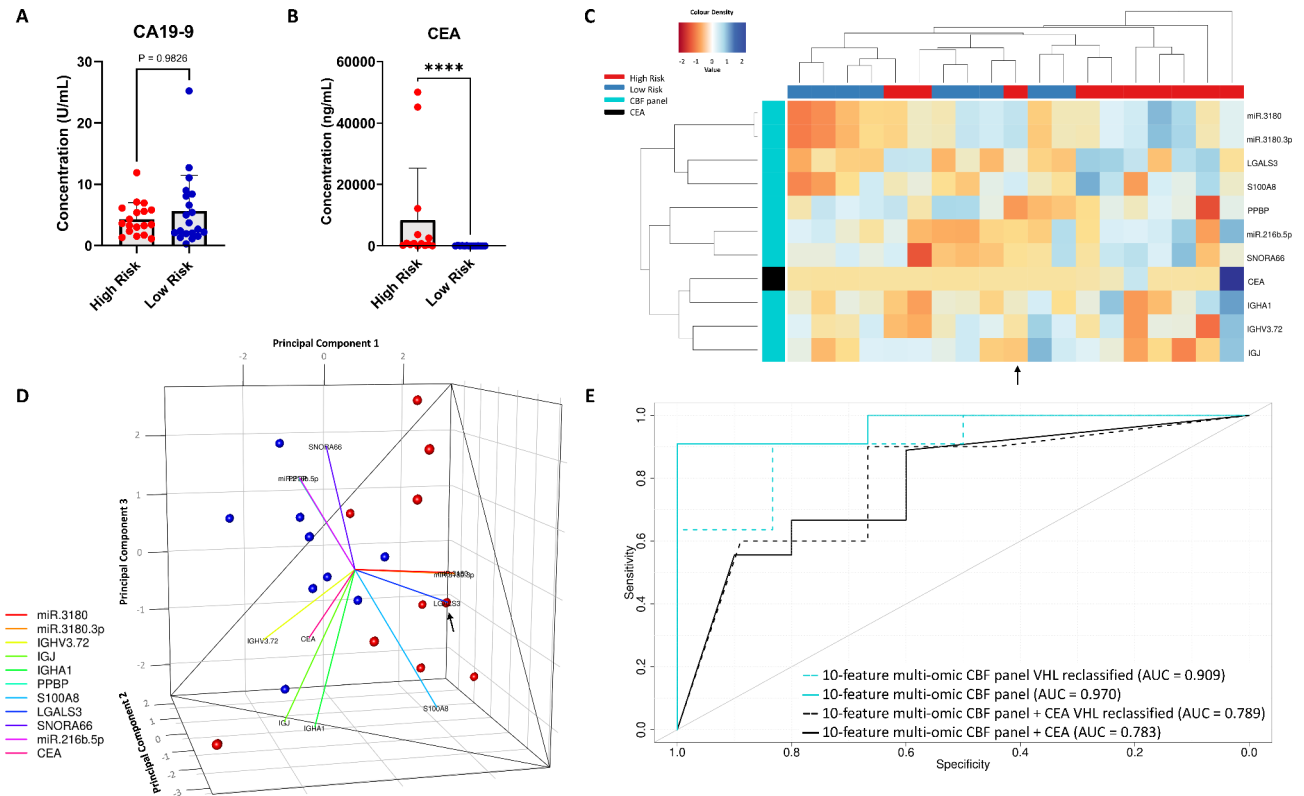 A
CA19-9
P = 0.9826
Concentration (U/mL)
30
20
10
0
High Risk
Low Risk
B
CEA
****
Concentration (ng/mL)
60000
40000
20000
0
High Risk
Low Risk
C
Colour Density
-2 -1 0 1 2
Value
High Risk
Low Risk
CBF panel
CEA
miR.3180
miR.3180.3p
LGALS3
S100A8
PPBP
miR.216b.5p
SNORA66
CEA
IGHA1
IGHV3.72
IGJ
D
Principal Component 1
-2 0 2
Principal Component 3
2
1
0
-1
-2
Principal Component 2
2
1
0
-1
-2
-3
SNORA66
LGALS3
IGHV3.72
CEA
S100A8
IGJ
IGHA1
miR.3180
miR.3180.3p
IGHV3.72
IGJ
IGHA1
PPBP
S100A8
LGALS3
SNORA66
miR.216b.5p
CEA
E
Sensitivity
1.0
0.8
0.6
0.4
0.2
0.0
10-feature multi-omic CBF panel VHL reclassified (AUC = 0.909)
10-feature multi-omic CBF panel (AUC = 0.970)
10-feature multi-omic CBF panel + CEA VHL reclassified (AUC = 0.789)
10-feature multi-omic CBF panel + CEA (AUC = 0.783)
1.0 0.8 0.6 0.4 0.2 0.0
Specificity